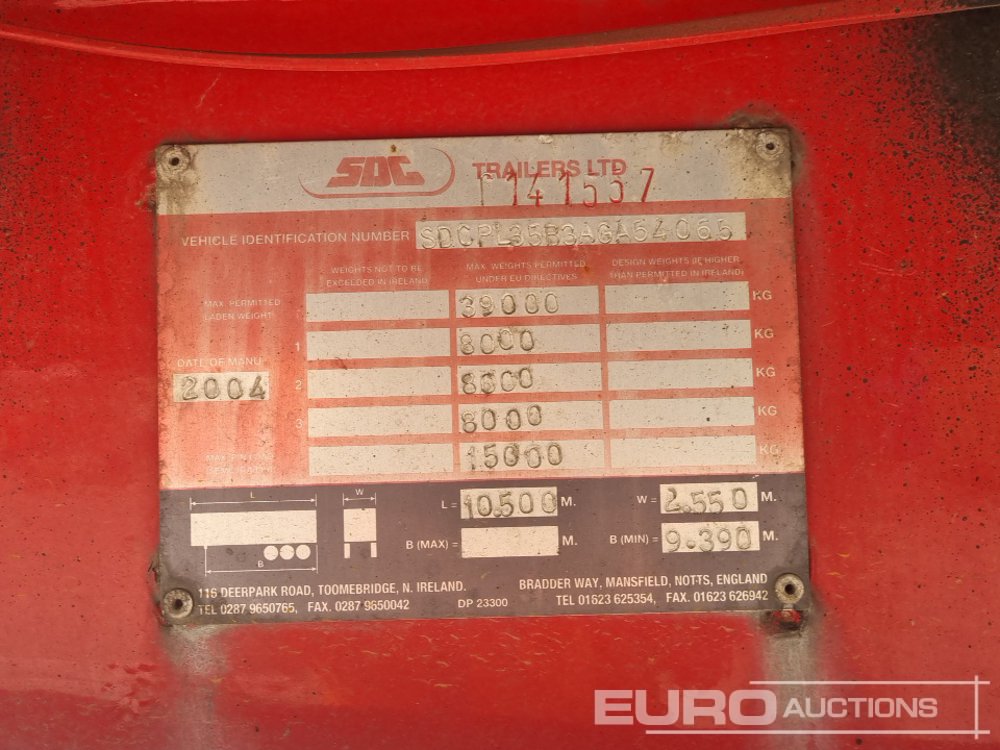 SDC TRAILERS LTD
141537
VEHICLE IDENTIFICATION NUMBER SDCPL35B3AGA54065
WEIGHTS NOT TO BE EXCEEDED IN IRELAND
MAX. WEIGHTS PERMITTED UNDER EU DIRECTIVES
DESIGN WEIGHTS (IF HIGHER THAN PERMITTED IN IRELAND)
MAX. PERMITTED LADEN WEIGHT 39000 KG
1 8000 KG
DATE OF MANU
2004
2 8000 KG
3 8000 KG
15000 KG
L W L = 10.500 M. W = 2.550 M.
B B (MAX) = M. B (MIN) = 9.390 M.
116 DEERPARK ROAD, TOOMEBRIDGE, N. IRELAND.
TEL 0287 9650765, FAX. 0287 9650042 DP 23300
BRADDER WAY, MANSFIELD, NOTTS, ENGLAND
TEL 01623 625354, FAX. 01623 626942
EURO AUCTIONS